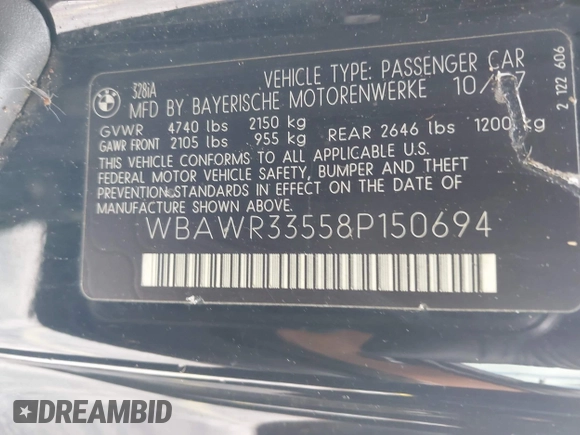 BMW
328iA
VEHICLE TYPE: PASSENGER CAR
MFD BY BAYERISCHE MOTORENWERKE
GVWR 4740 lbs 2150 kg
GAWR FRONT 2105 lbs 955 kg REAR 2646 lbs 1200 kg
THIS VEHICLE CONFORMS TO ALL APPLICABLE U.S.
FEDERAL MOTOR VEHICLE SAFETY, BUMPER AND THEFT
PREVENTION STANDARDS IN EFFECT ON THE DATE OF
MANUFACTURE SHOWN ABOVE.
WBAWR33558P150694
2 122 606
DREAMBID